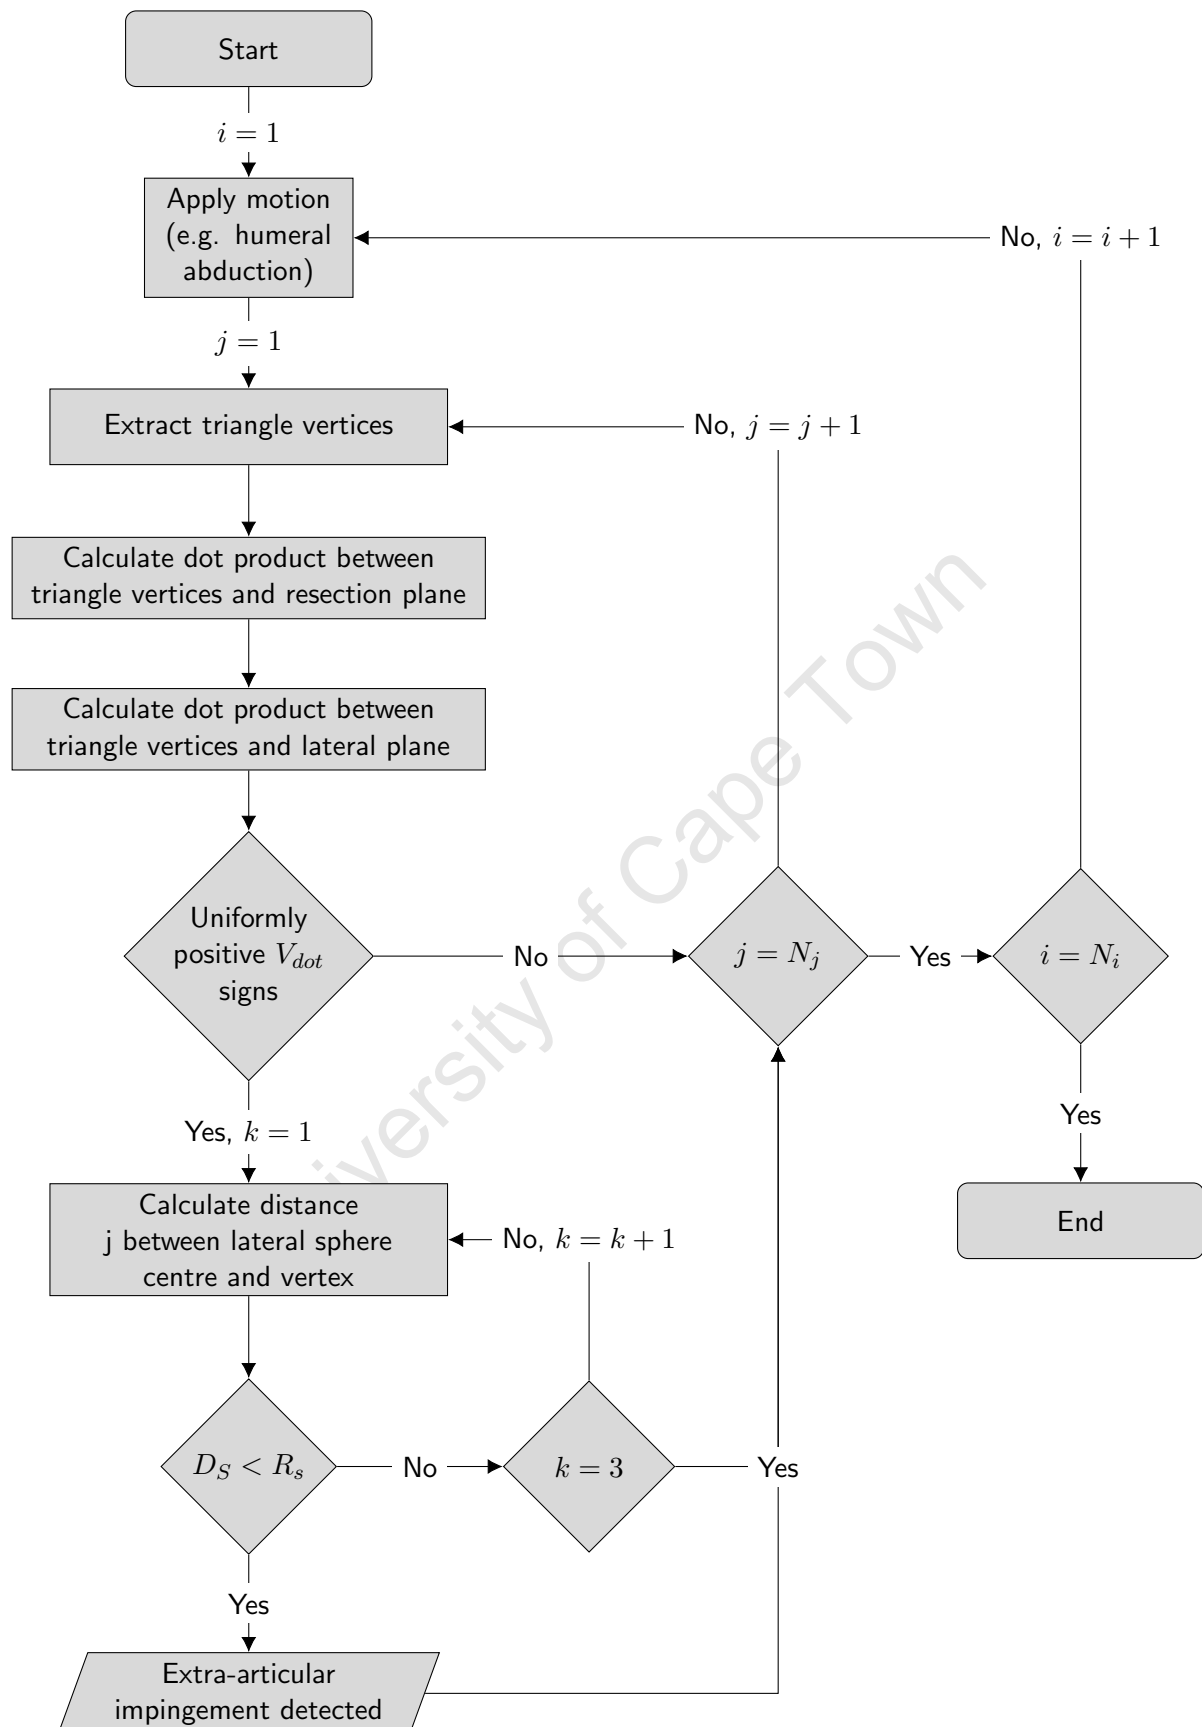 Start
i = 1
Apply motion
(e.g. humeral
abduction)
No, i = i + 1
j = 1
Extract triangle vertices
No, j = j + 1
Calculate dot product between
triangle vertices and resection plane
Calculate dot product between
triangle vertices and lateral plane
Uniformly
positive V_dot
signs
No
j = N_j
Yes
i = N_i
Yes, k = 1
Yes
Calculate distance
j between lateral sphere
centre and vertex
No, k = k + 1
End
D_S < R_s
No
k = 3
Yes
Yes
Extra-articular
impingement detected
iversity of Cape Town